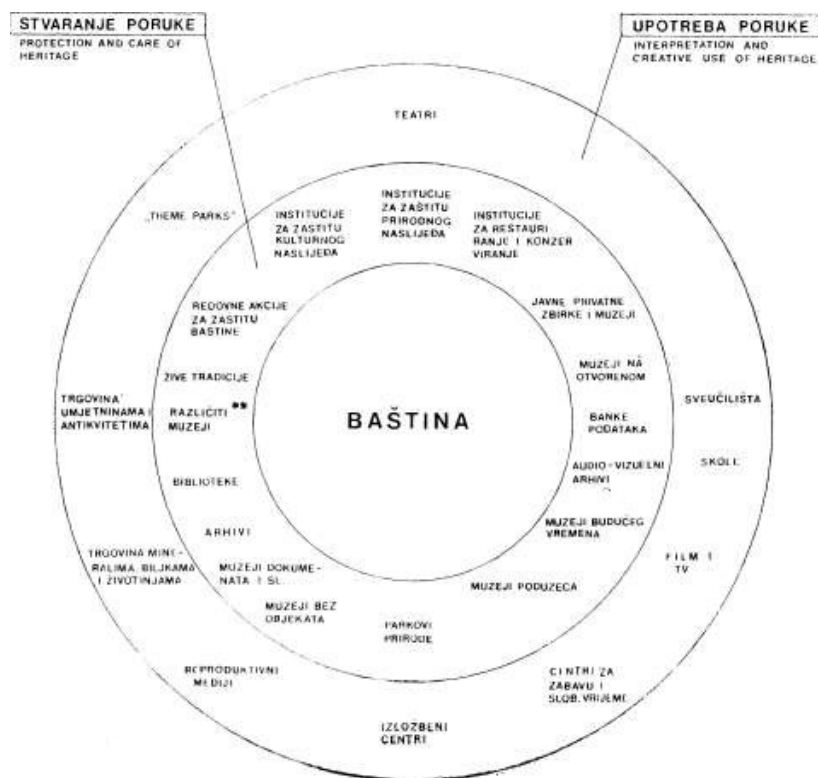 STVARANJE PORUKE
PROTECTION AND CARE OF
HERITAGE
UPOTREBA PORUKE
INTERPRETATION AND
CREATIVE USE OF HERITAGE
TEATRI
„THEME PARKS"
INSTITUCIJE
ZA ZAŠTITU
KULTURNOG
NASLIJEĐA
INSTITUCIJE
ZA ZAŠTITU
PRIRODNOG
NASLIJEĐA
INSTITUCIJE
ZA RESTAURI
RANJE I KONZER
VIRANJE
REDOVNE AKCIJE
ZA ZAŠTITU
BAŠTINE
JAVNE PRIVATNE
ZBIRKE I MUZEJI
ŽIVE TRADICIJE
MUZEJI NA
OTVORENOM
TRGOVINA
UMJETNINAMA I
ANTIKVITETIMA
RAZLIČITI **
MUZEJI
BAŠTINA
BANKE
PODATAKA
SVEUČILIŠTA
BIBLIOTEKE
AUDIO-VIZUELNI
ARHIVI
ŠKOLE
ARHIVI
MUZEJI BUDUĆEG
VREMENA
TRGOVINA MINE-
RALIMA, BILJKAMA
I ŽIVOTINJAMA
MUZEJI DOKUME-
NATA I SL.
FILM I
TV
MUZEJI BEZ
OBJEKATA
PARKOVI
PRIRODE
MUZEJI PODUZEĆA
REPRODUKTIVNI
MEDIJI
IZLOŽBENI
CENTRI
CENTRI ZA
ZABAVU I
SLOB. VRIJEME